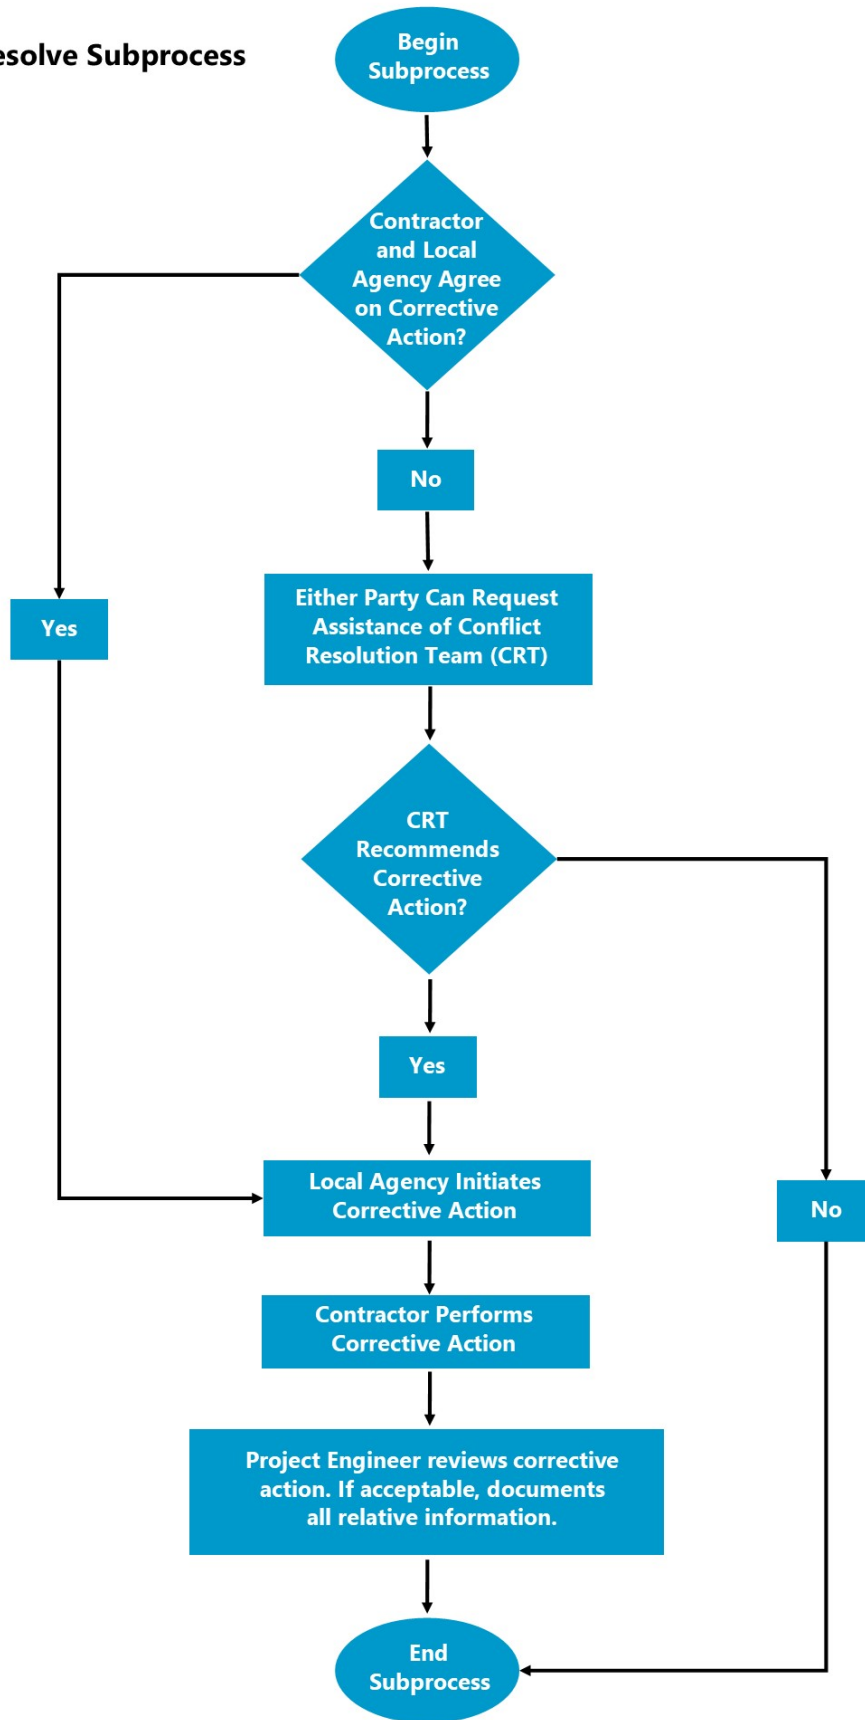 esolve Subprocess
Begin
Subprocess
Contractor
and Local
Agency Agree
on Corrective
Action?
No
Either Party Can Request
Assistance of Conflict
Resolution Team (CRT)
Yes
CRT
Recommends
Corrective
Action?
Yes
Local Agency Initiates
Corrective Action
No
Contractor Performs
Corrective Action
Project Engineer reviews corrective
action. If acceptable, documents
all relative information.
End
Subprocess